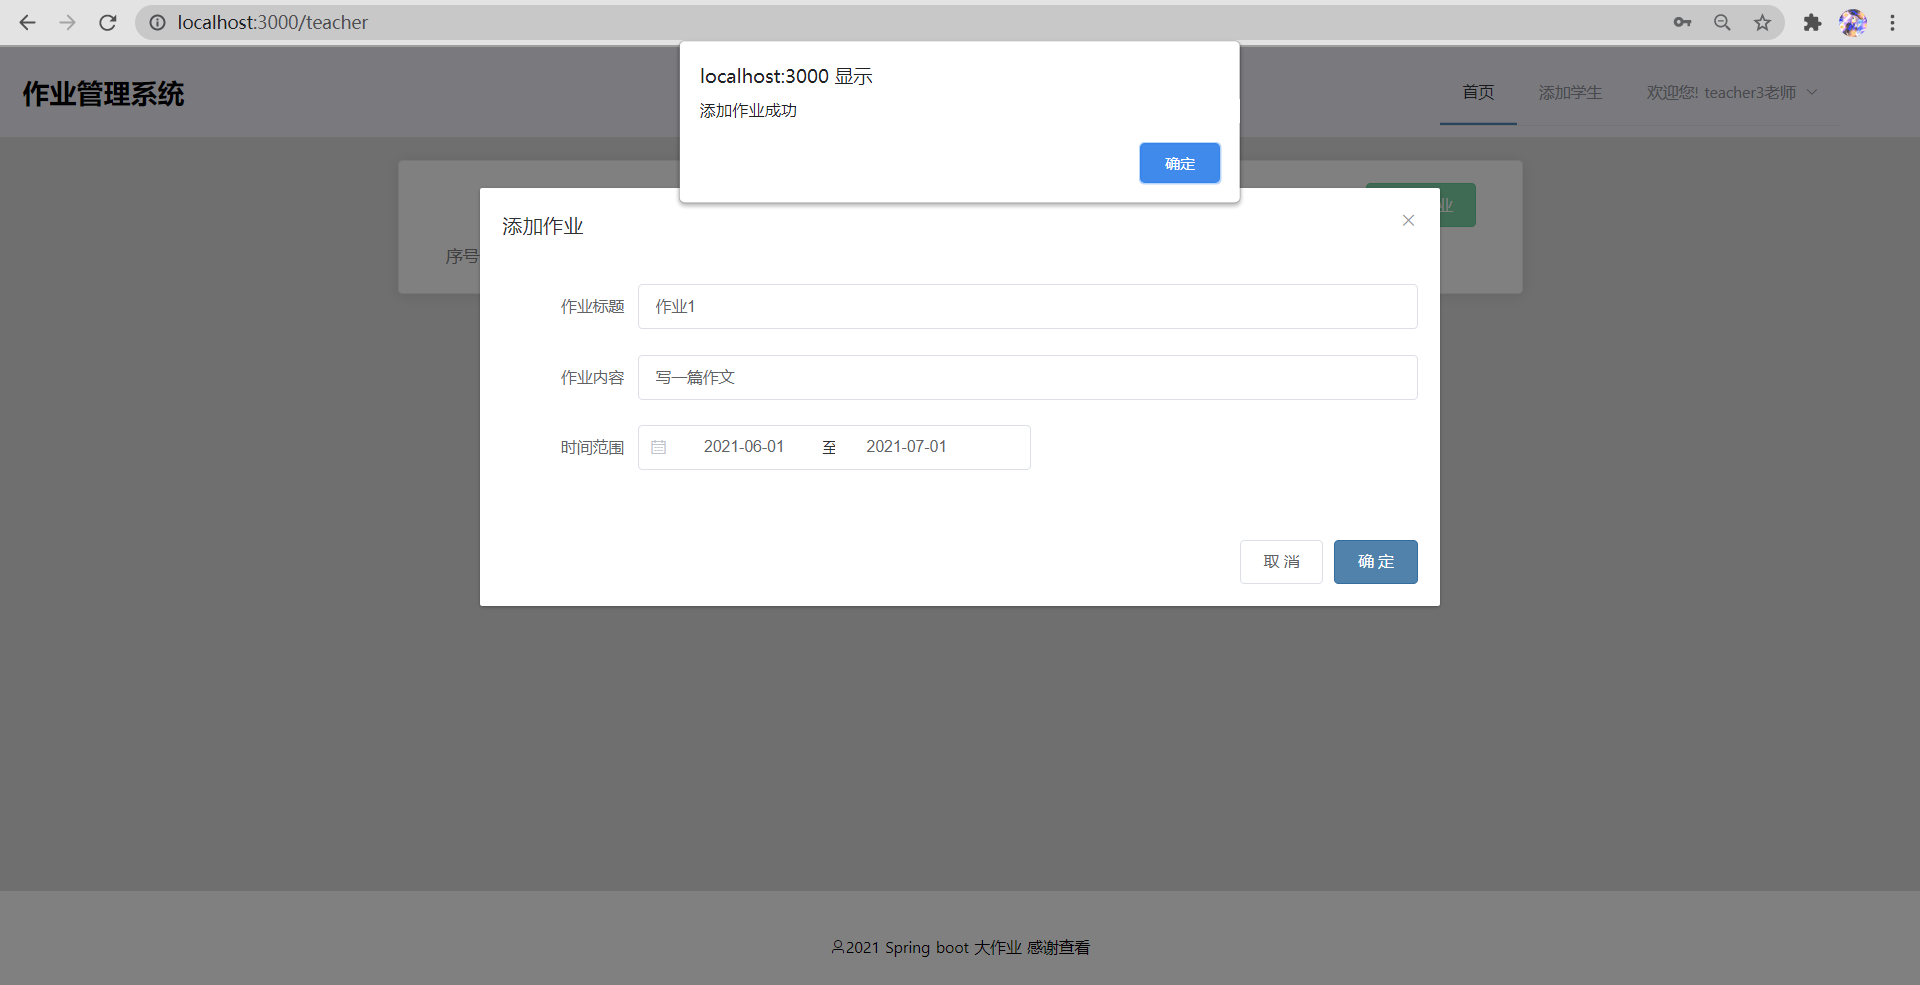 localhost:3000/teacher
localhost:3000 显示
添加作业成功
确定
作业管理系统
首页 添加学生 欢迎您! teacher3老师
业
序号
添加作业
作业标题 作业1
作业内容 写一篇作文
时间范围 2021-06-01 至 2021-07-01
取 消 确 定
2021 Spring boot 大作业 感谢查看